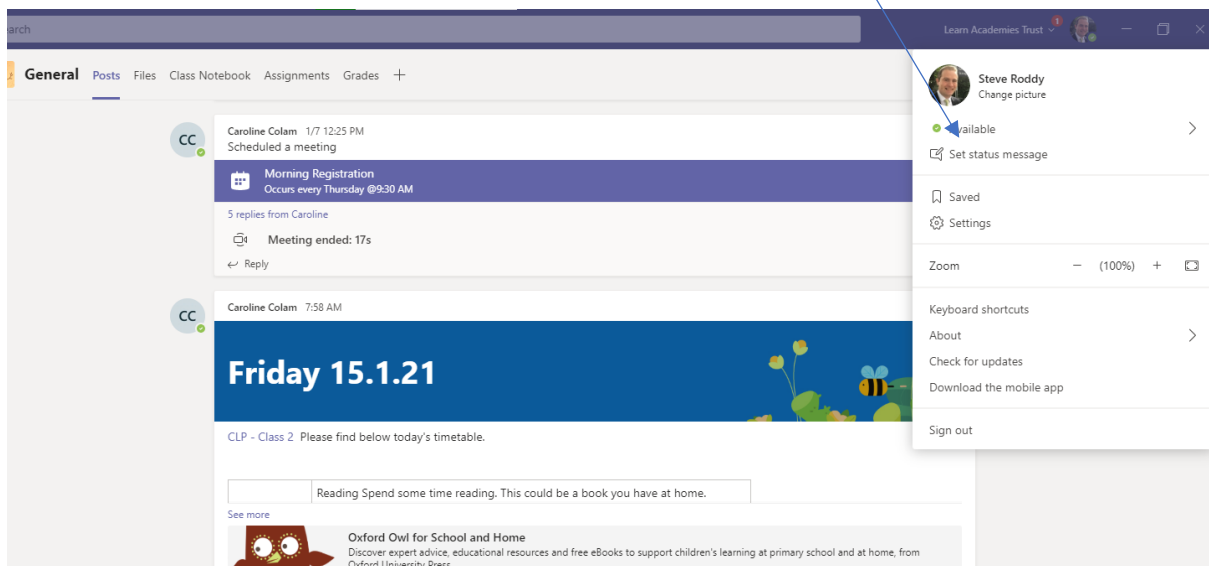 arch
Learn Academies Trust
1
General Posts Files Class Notebook Assignments Grades +
Steve Roddy
Change picture
Available
Set status message
Saved
Settings
Zoom − (100%) +
Keyboard shortcuts
About
Check for updates
Download the mobile app
Sign out
CC
Caroline Colam 1/7 12:25 PM
Scheduled a meeting
Morning Registration
Occurs every Thursday @9:30 AM
5 replies from Caroline
Meeting ended: 17s
Reply
CC
Caroline Colam 7:58 AM
Friday 15.1.21
CLP - Class 2 Please find below today's timetable.
Reading Spend some time reading. This could be a book you have at home.
See more
Oxford Owl for School and Home
Discover expert advice, educational resources and free eBooks to support children's learning at primary school and at home, from
Oxford University Press